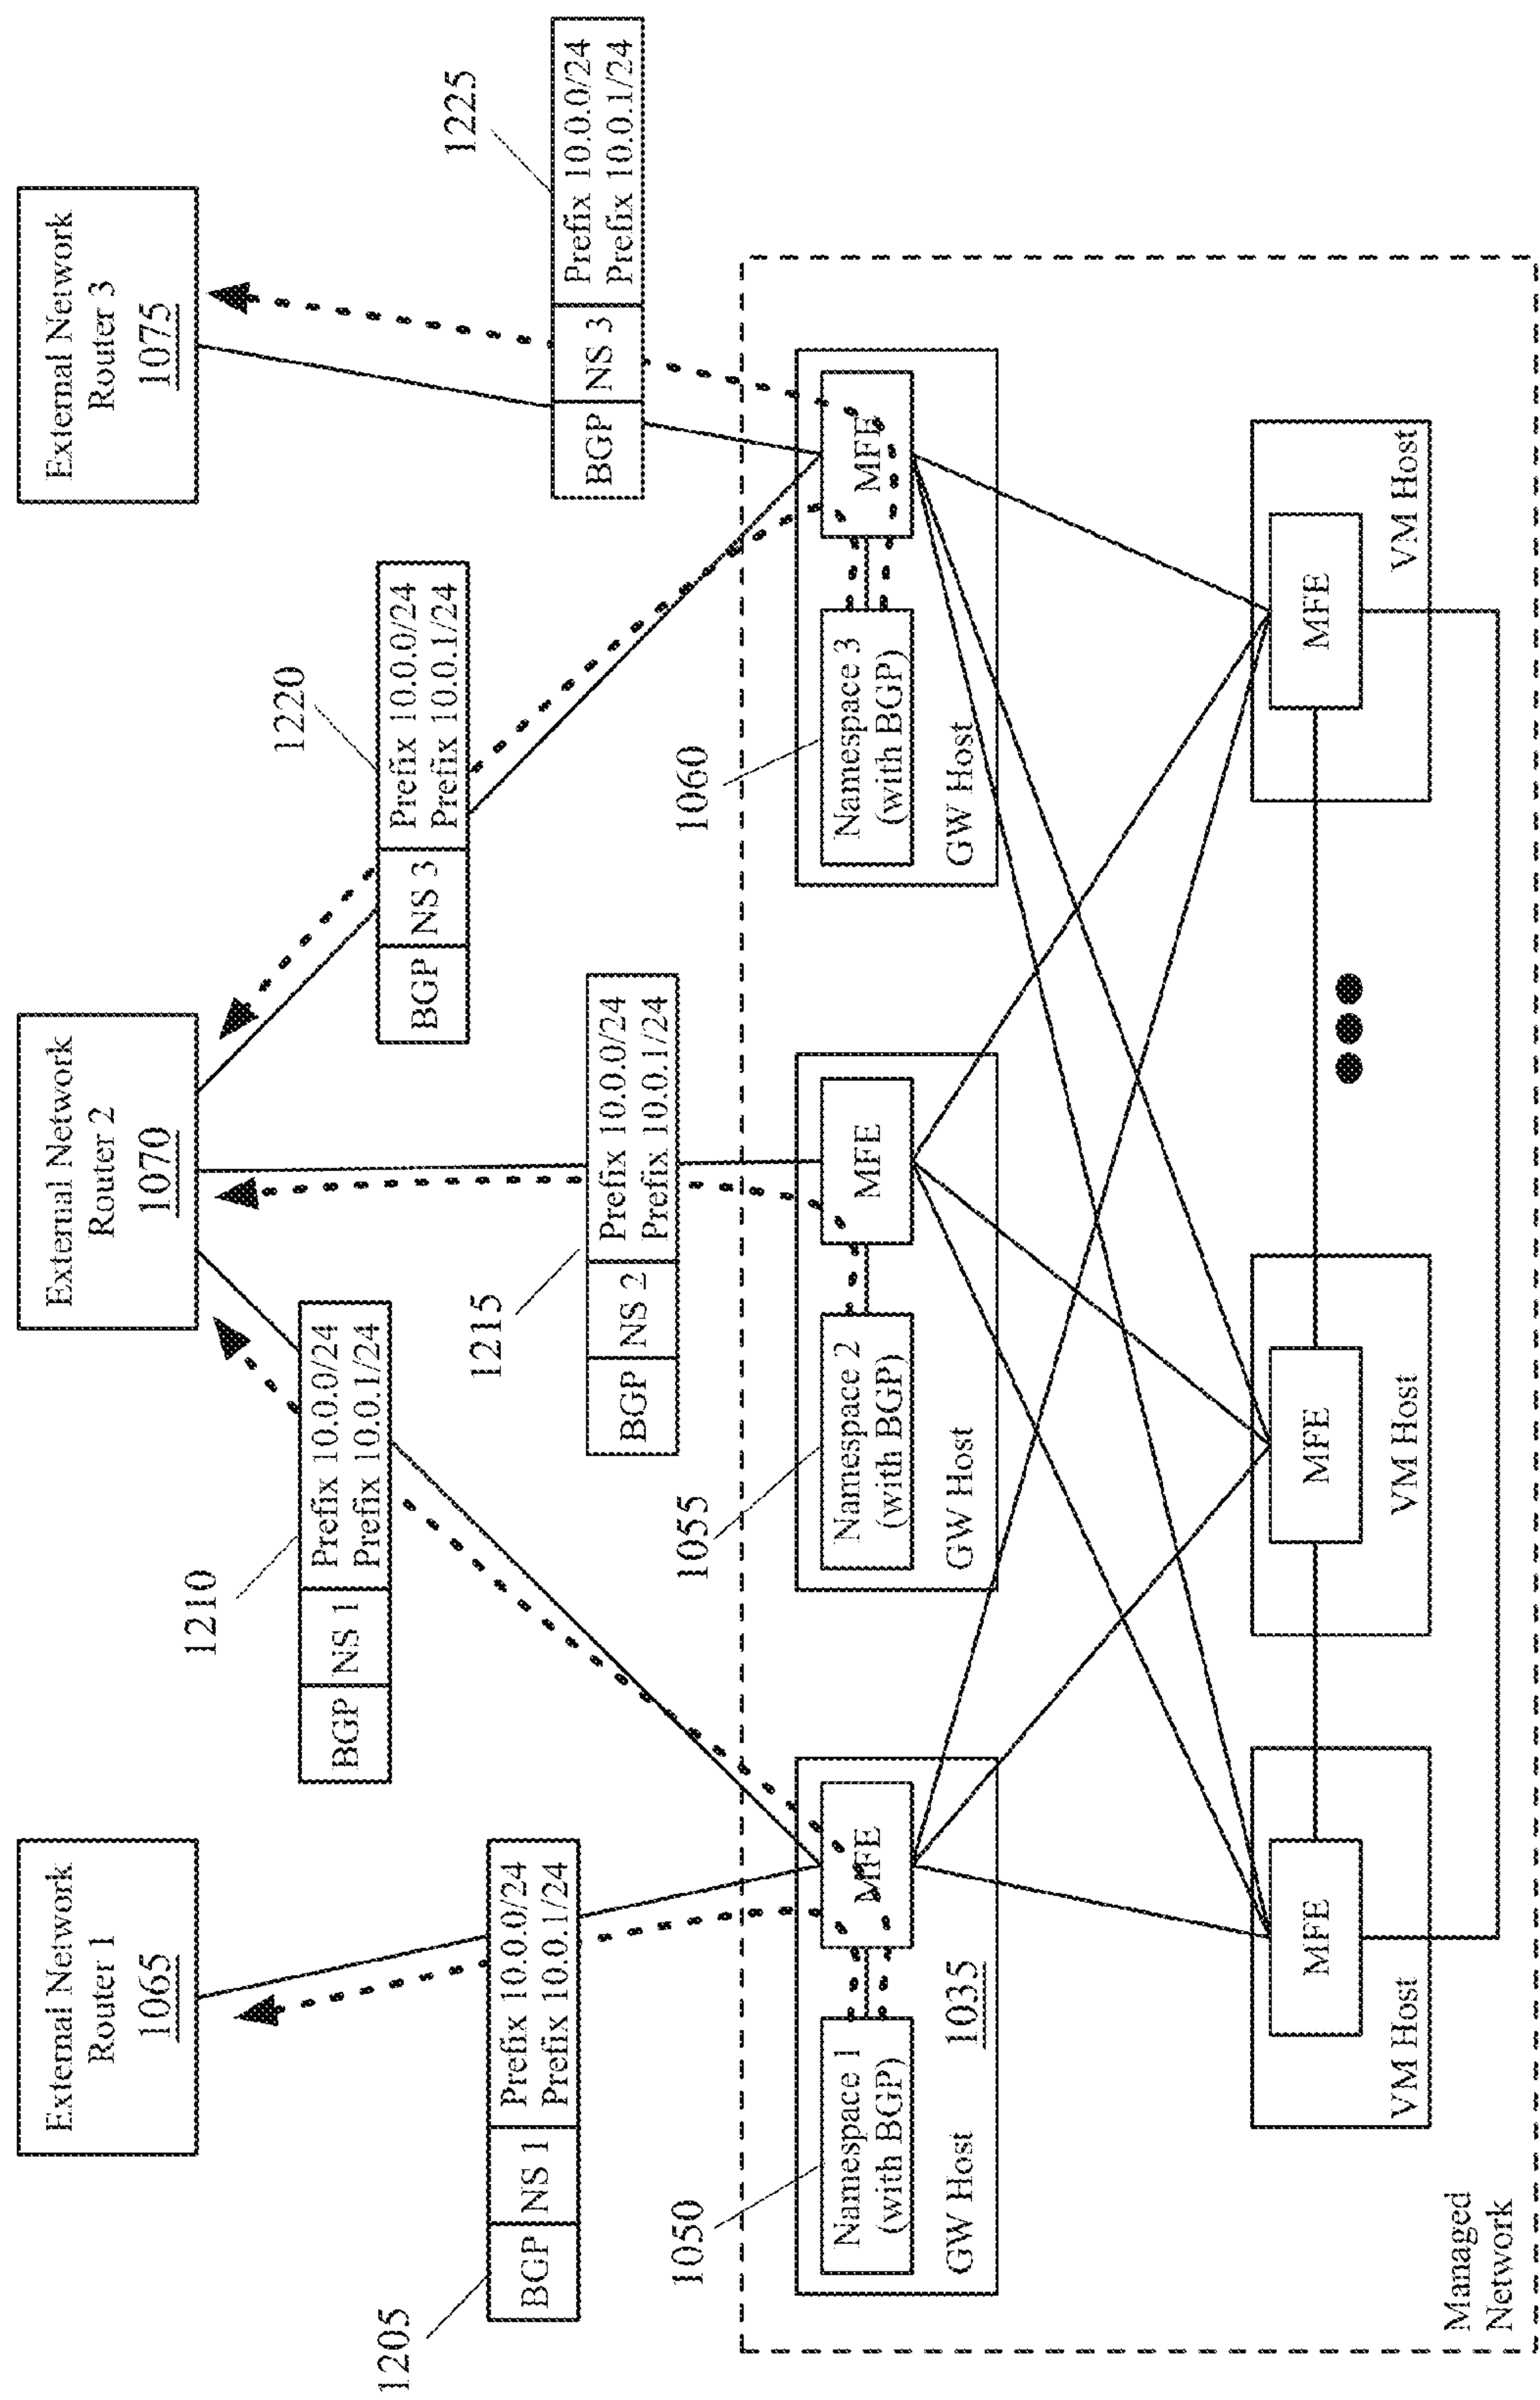 External Network
Router 1
1065
External Network
Router 2
1070
External Network
Router 3
1075
1205
BGP
NS 1
Prefix 10.0.0/24
Prefix 10.0.1/24
1210
BGP
NS 1
Prefix 10.0.0/24
Prefix 10.0.1/24
1215
BGP
NS 2
Prefix 10.0.0/24
Prefix 10.0.1/24
1220
BGP
NS 3
Prefix 10.0.0/24
Prefix 10.0.1/24
1225
BGP
NS 3
Prefix 10.0.0/24
Prefix 10.0.1/24
1050
Namespace 1
(with BGP)
MFE
GW Host
1035
1055
Namespace 2
(with BGP)
MFE
GW Host
1060
Namespace 3
(with BGP)
MFE
GW Host
MFE
VM Host
MFE
VM Host
MFE
VM Host
Managed
Network